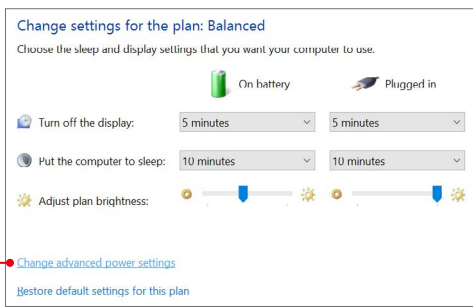 Change settings for the plan: Balanced
Choose the sleep and display settings that you want your computer to use.
On battery Plugged in
Turn off the display: 5 minutes 5 minutes
Put the computer to sleep: 10 minutes 10 minutes
Adjust plan brightness:
Change advanced power settings
Restore default settings for this plan